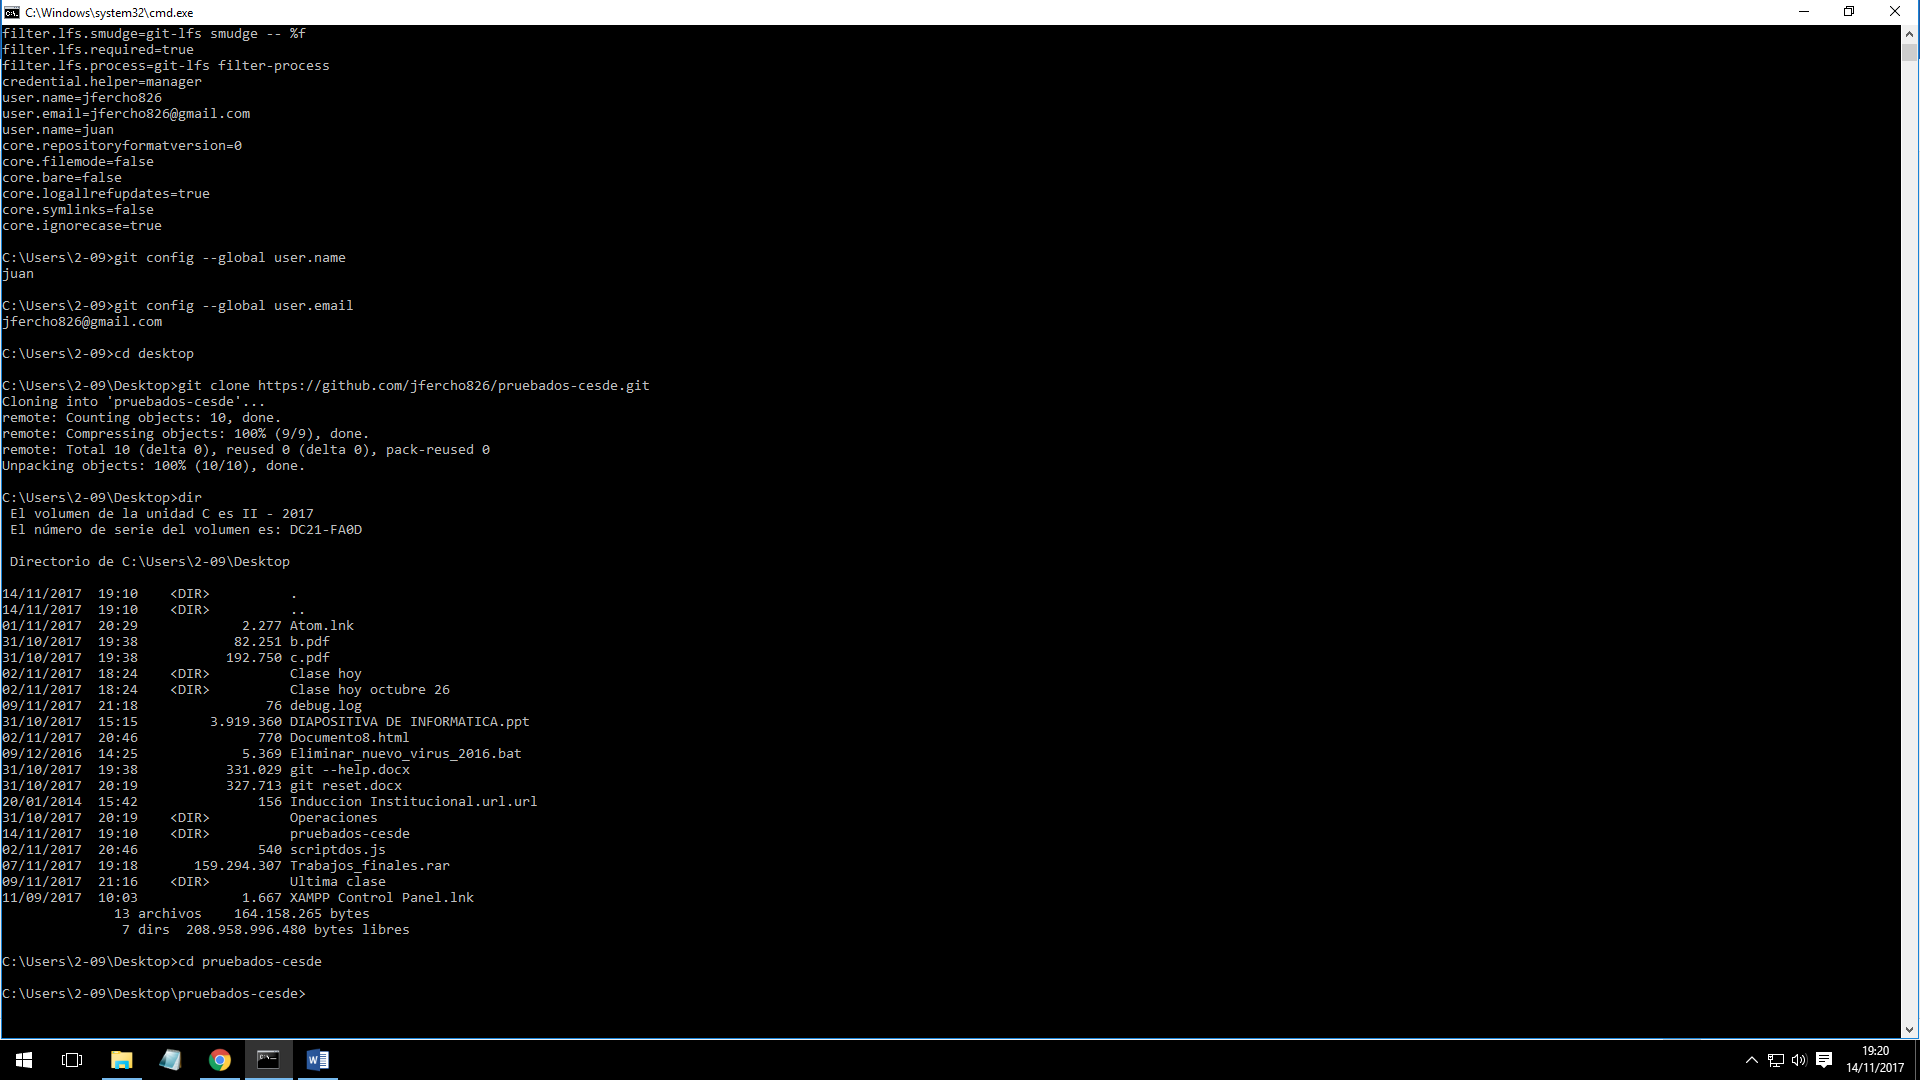 C:\Windows\system32\cmd.exe
filter.lfs.smudge=git-lfs smudge -- %f
filter.lfs.required=true
filter.lfs.process=git-lfs filter-process
credential.helper=manager
user.name=jfercho826
user.email=jfercho826@gmail.com
user.name=juan
core.repositoryformatversion=0
core.filemode=false
core.bare=false
core.logallrefupdates=true
core.symlinks=false
core.ignorecase=true

C:\Users\2-09>git config --global user.name
juan

C:\Users\2-09>git config --global user.email
jfercho826@gmail.com

C:\Users\2-09>cd desktop

C:\Users\2-09\Desktop>git clone https://github.com/jfercho826/pruebados-cesde.git
Cloning into 'pruebados-cesde'...
remote: Counting objects: 10, done.
remote: Compressing objects: 100% (9/9), done.
remote: Total 10 (delta 0), reused 0 (delta 0), pack-reused 0
Unpacking objects: 100% (10/10), done.

C:\Users\2-09\Desktop>dir
 El volumen de la unidad C es II - 2017
 El número de serie del volumen es: DC21-FA0D

 Directorio de C:\Users\2-09\Desktop

14/11/2017  19:10    <DIR>          .
14/11/2017  19:10    <DIR>          ..
01/11/2017  20:29             2.277 Atom.lnk
31/10/2017  19:38            82.251 b.pdf
31/10/2017  19:38           192.750 c.pdf
02/11/2017  18:24    <DIR>          Clase hoy
02/11/2017  18:24    <DIR>          Clase hoy octubre 26
09/11/2017  21:18                76 debug.log
31/10/2017  15:15         3.919.360 DIAPOSITIVA DE INFORMATICA.ppt
02/11/2017  20:46               770 Documento8.html
09/12/2016  14:25             5.369 Eliminar_nuevo_virus_2016.bat
31/10/2017  19:38           331.029 git --help.docx
31/10/2017  20:19           327.713 git reset.docx
20/01/2014  15:42               156 Induccion Institucional.url.url
31/10/2017  20:19    <DIR>          Operaciones
14/11/2017  19:10    <DIR>          pruebados-cesde
02/11/2017  20:46               540 scriptdos.js
07/11/2017  19:18       159.294.307 Trabajos_finales.rar
09/11/2017  21:16    <DIR>          Ultima clase
11/09/2017  10:03             1.667 XAMPP Control Panel.lnk
              13 archivos    164.158.265 bytes
               7 dirs  208.958.996.480 bytes libres

C:\Users\2-09\Desktop>cd pruebados-cesde

C:\Users\2-09\Desktop\pruebados-cesde>
19:20
14/11/2017